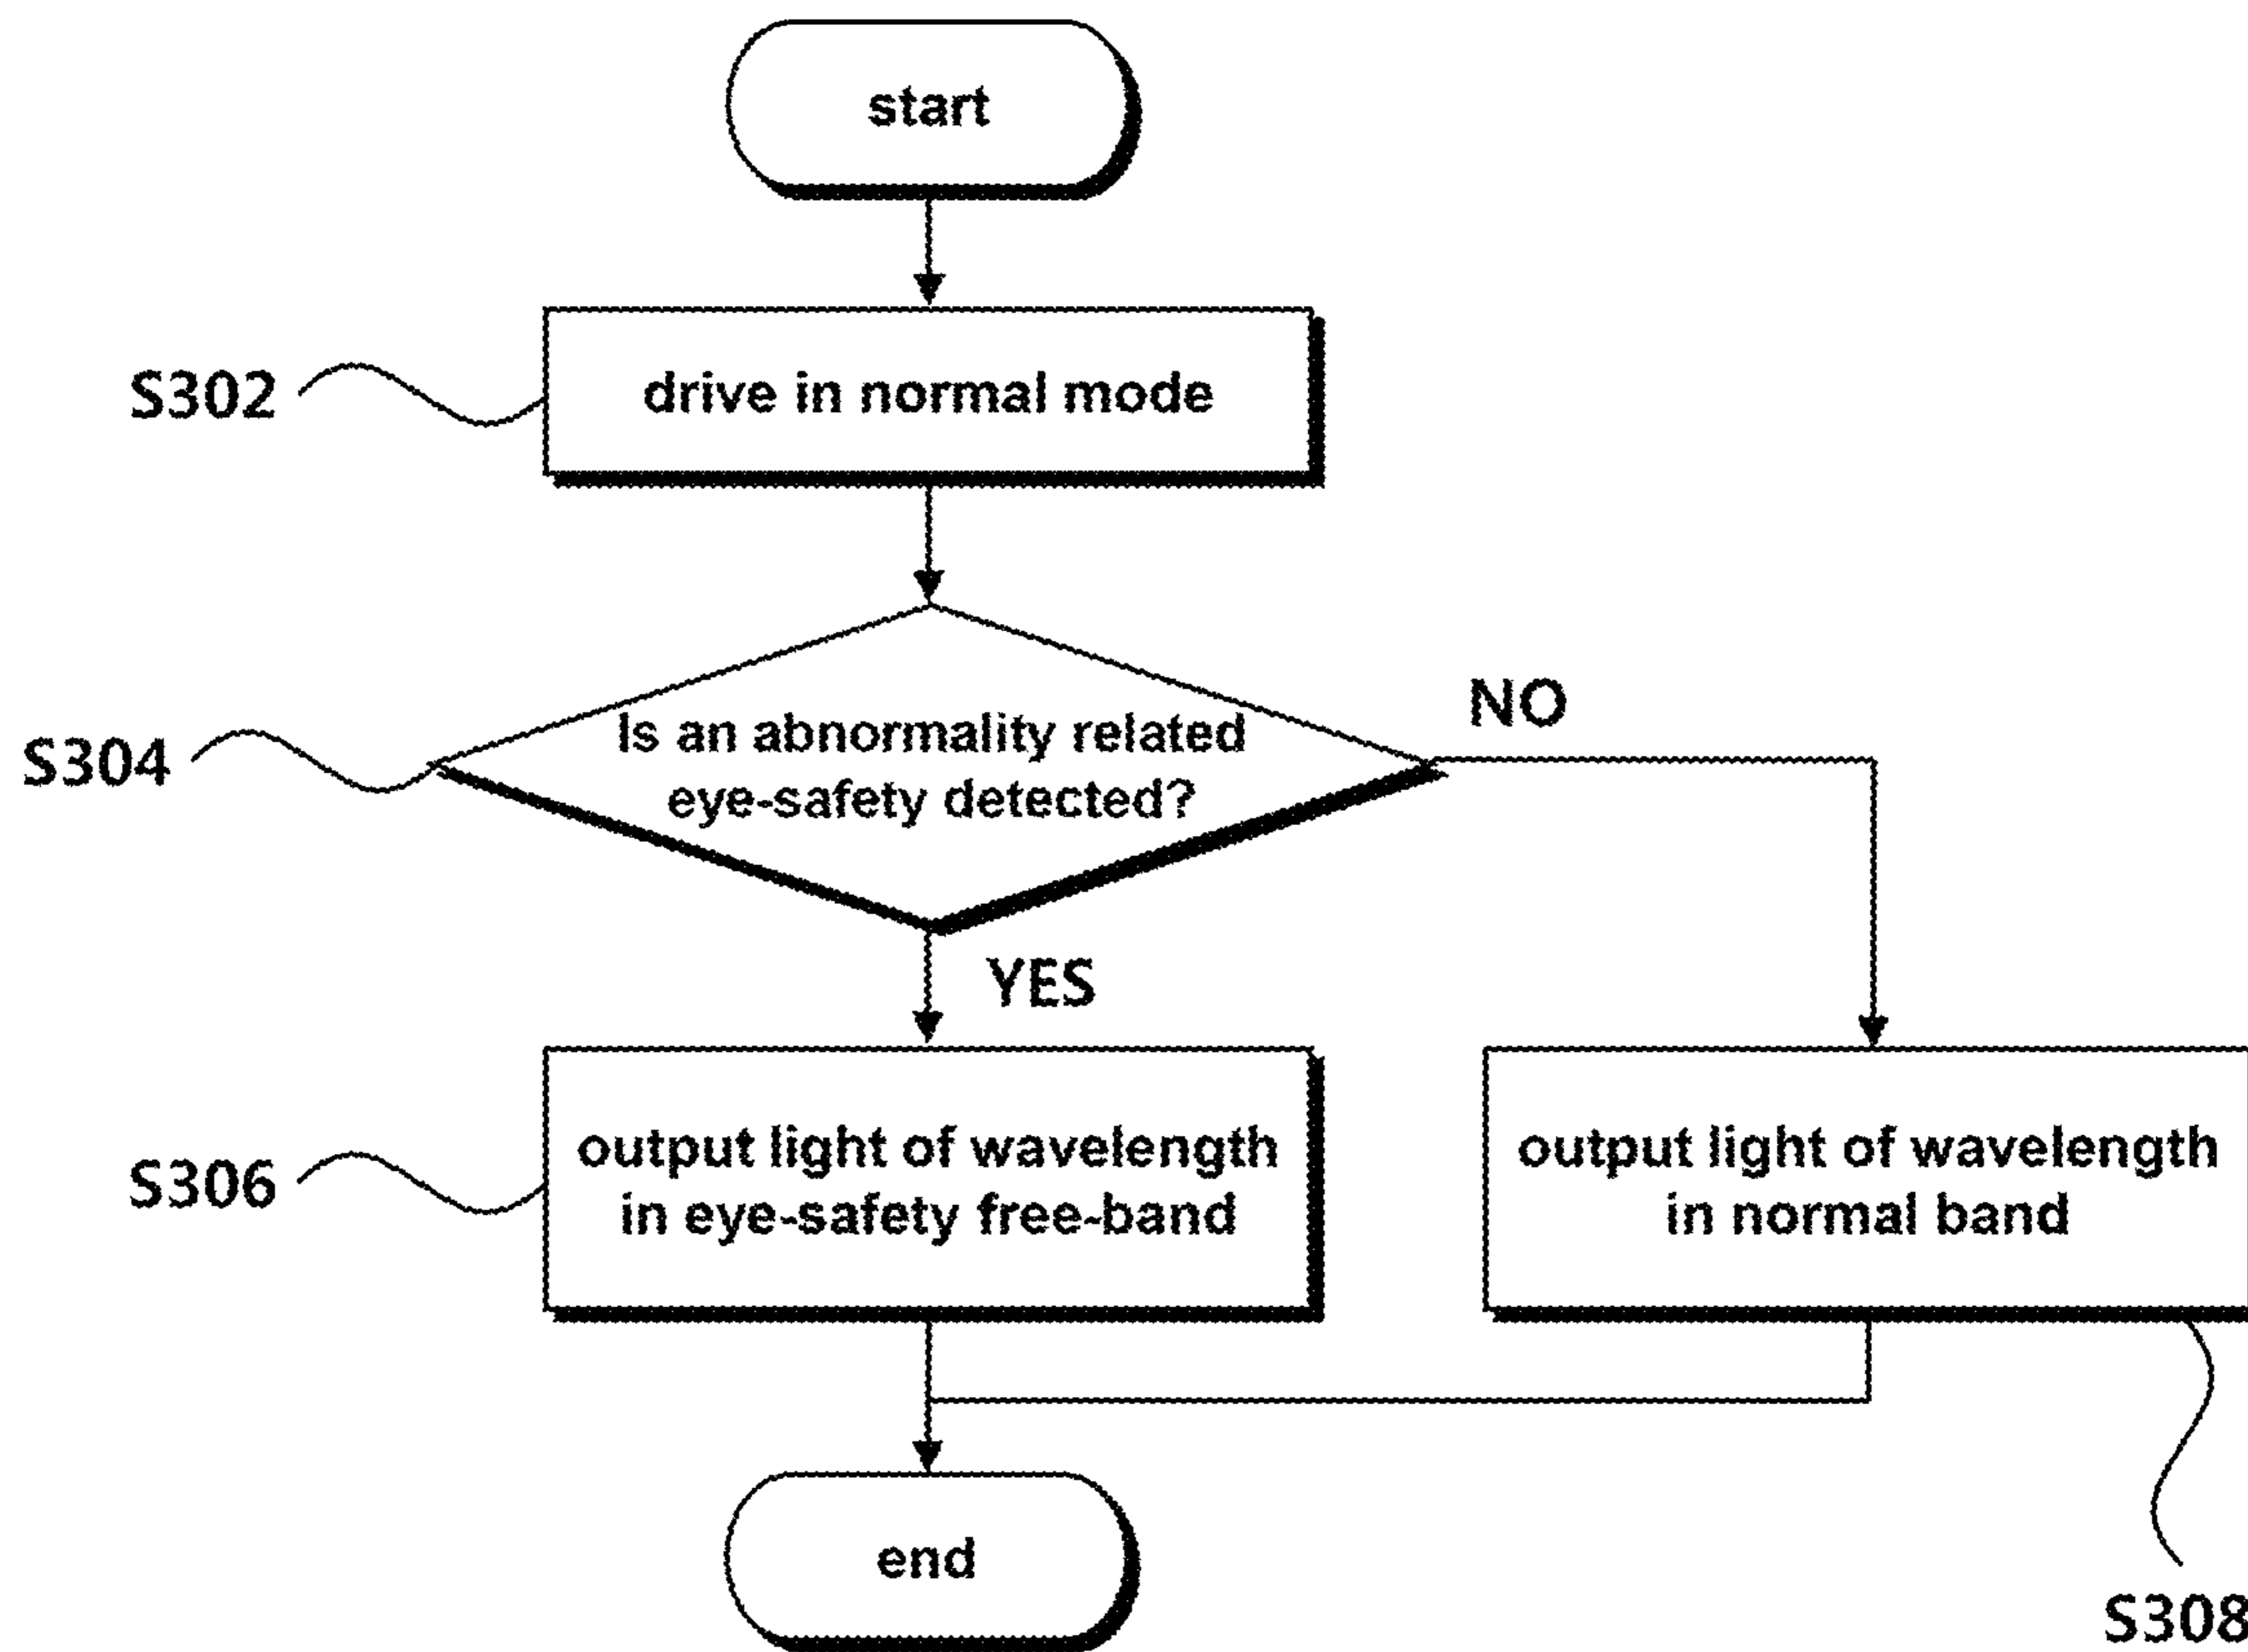 start
S302
drive in normal mode
S304
Is an abnormality related
eye-safety detected?
NO
YES
S306
output light of wavelength
in eye-safety free-band
output light of wavelength
in normal band
end
S308